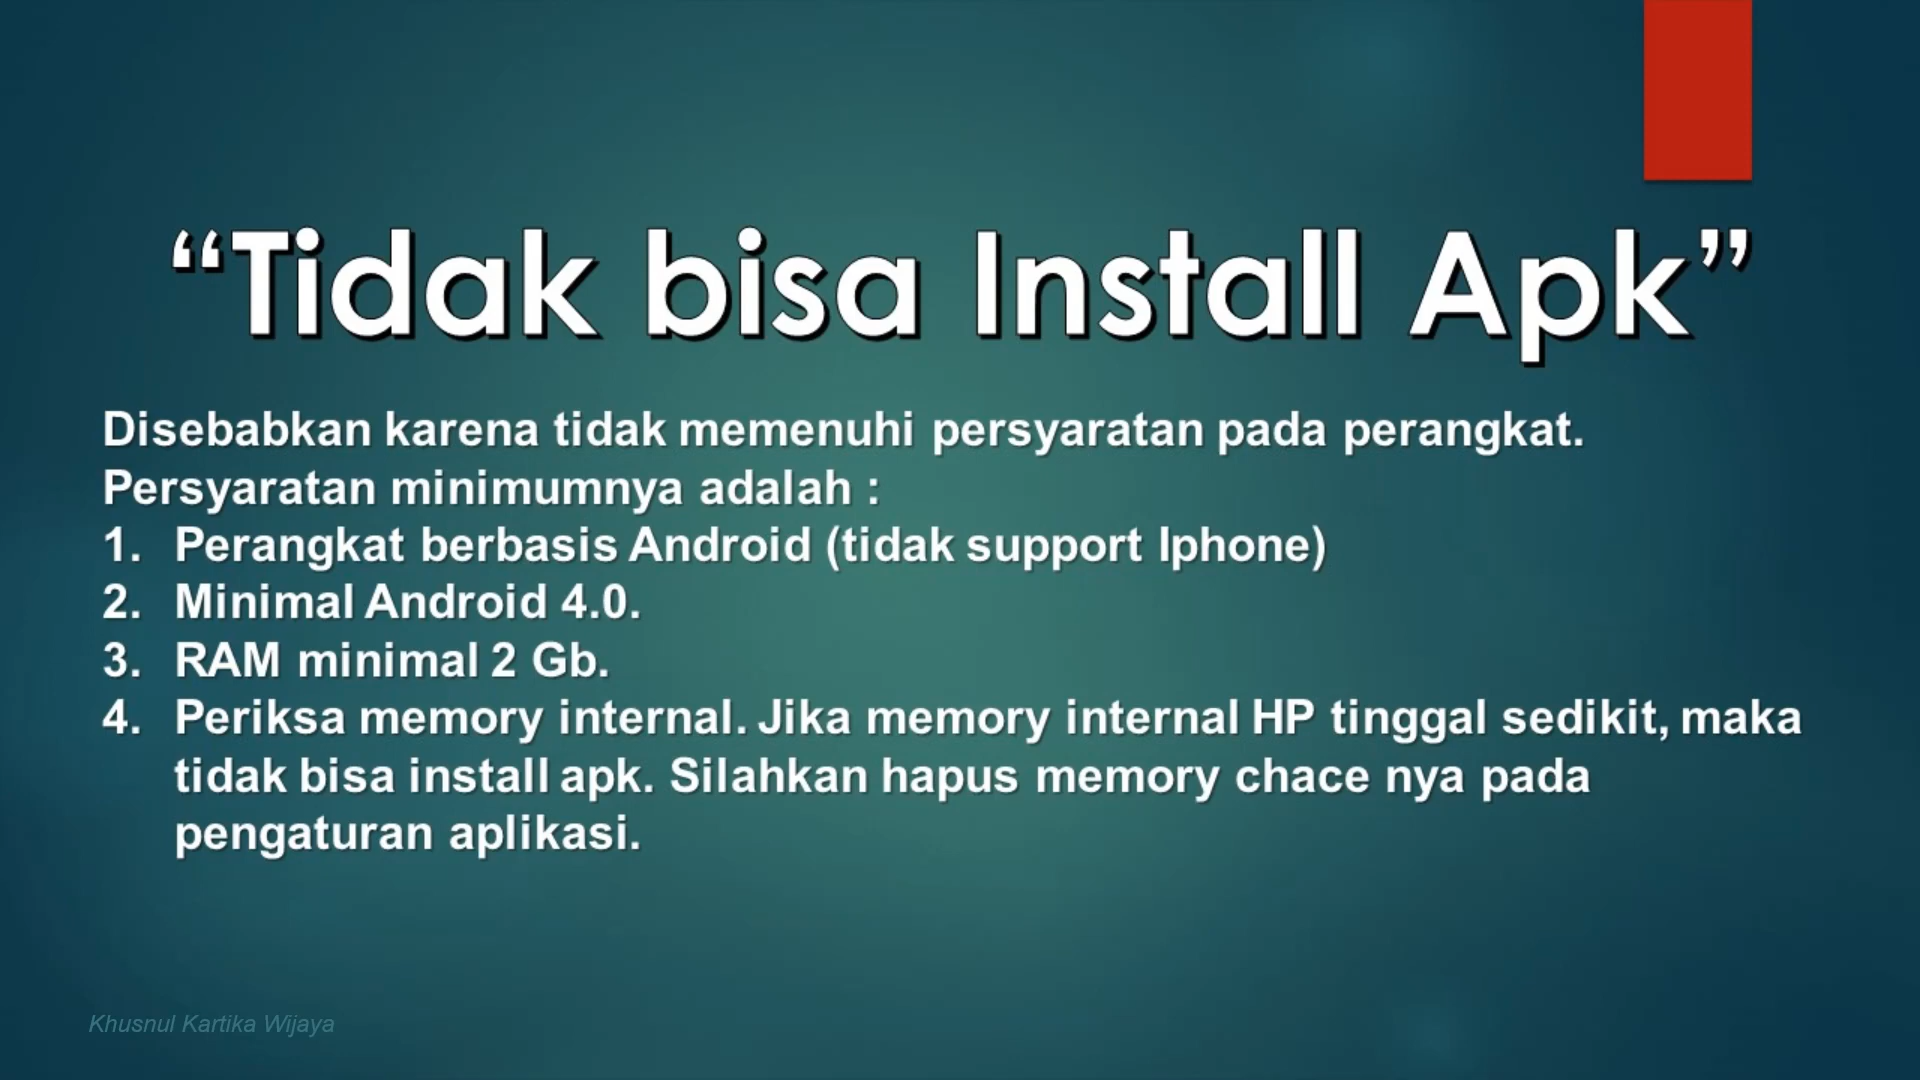 “Tidak bisa Install Apk”
Disebabkan karena tidak memenuhi persyaratan pada perangkat.
Persyaratan minimumnya adalah :
1. Perangkat berbasis Android (tidak support Iphone)
2. Minimal Android 4.0.
3. RAM minimal 2 Gb.
4. Periksa memory internal. Jika memory internal HP tinggal sedikit, maka
tidak bisa install apk. Silahkan hapus memory chace nya pada
pengaturan aplikasi.
Khusnul Kartika Wijaya